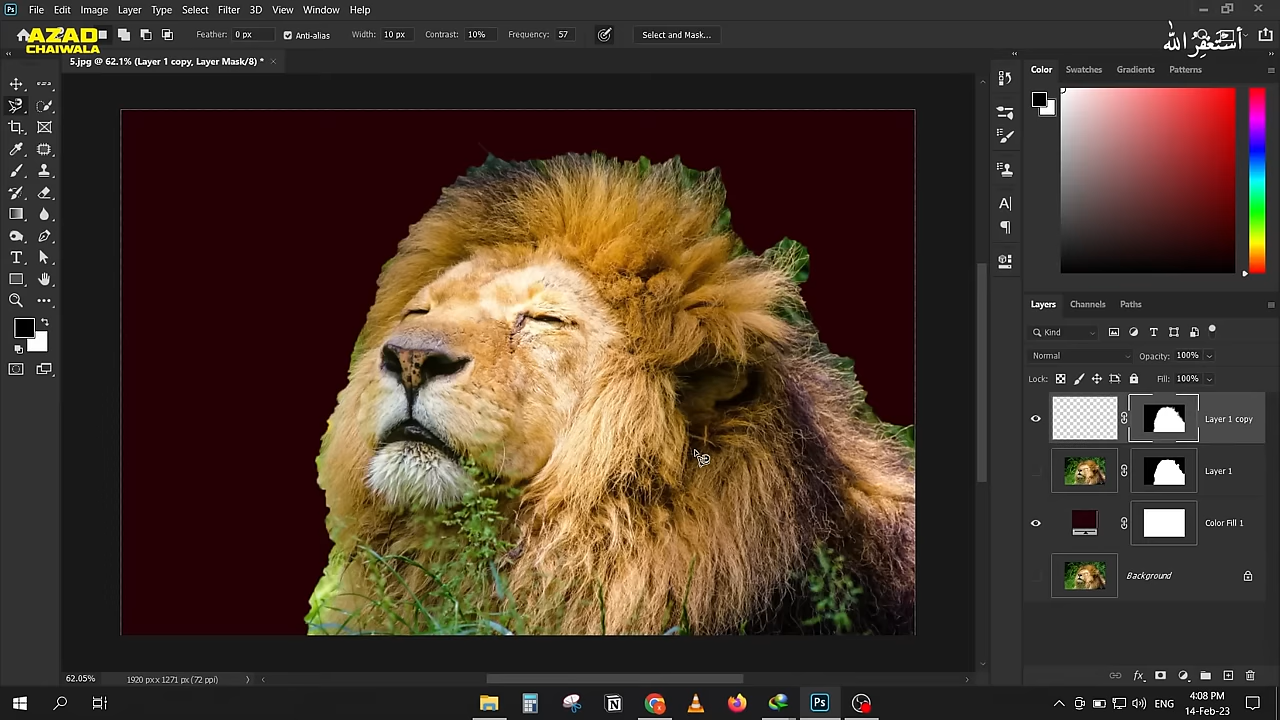 File Edit Image Layer Type Select Filter 3D View Window Help
AZAD
CHAIWALA
Feather: 0 px Anti-alias Width: 10 px Contrast: 10% Frequency: 57 Select and Mask...
أستغفر الله
5.jpg @ 62.1% (Layer 1 copy, Layer Mask/8) *
Color Swatches Gradients Patterns
Layers Channels Paths
Kind
Normal Opacity: 100%
Lock: Fill: 100%
Layer 1 copy
Layer 1
Color Fill 1
Background
62.05% 1920 px x 1271 px (72 ppi)
ENG
4:08 PM
14-Feb-23